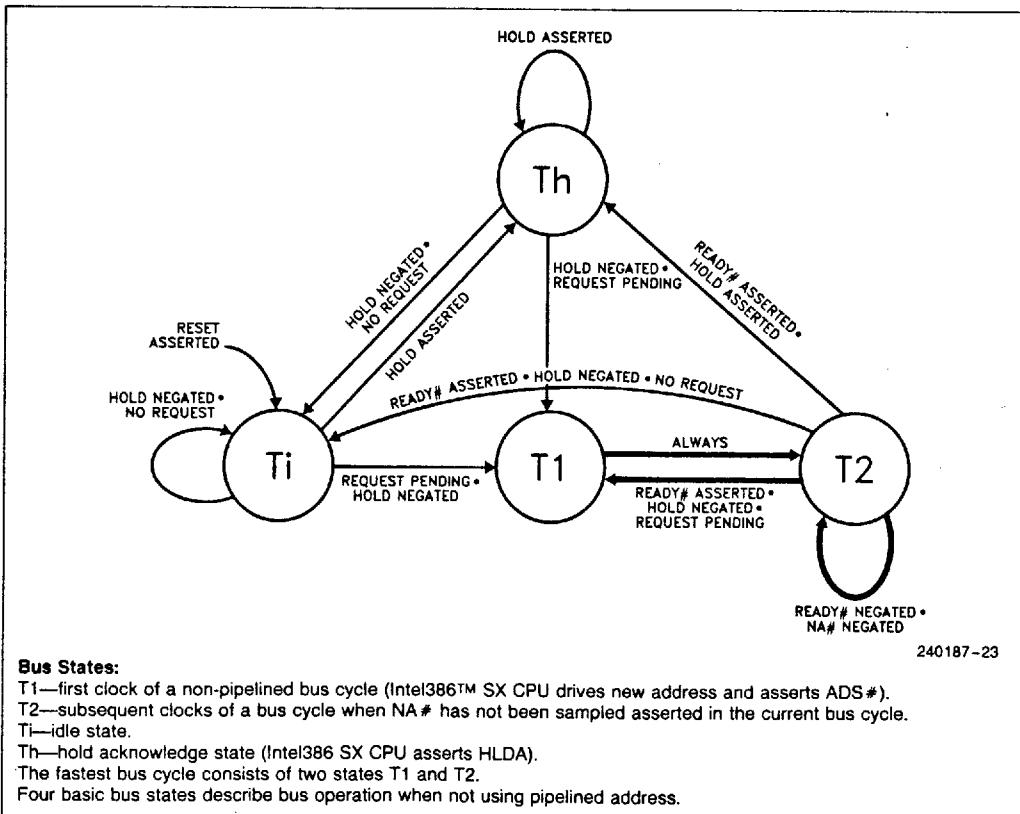 HOLD ASSERTED
Th
HOLD NEGATED •
NO REQUEST
HOLD ASSERTED
HOLD NEGATED •
REQUEST PENDING
READY# ASSERTED •
HOLD ASSERTED
RESET
ASSERTED
READY# ASSERTED • HOLD NEGATED • NO REQUEST
HOLD NEGATED •
NO REQUEST
Ti
REQUEST PENDING •
HOLD NEGATED
T1
ALWAYS
READY# ASSERTED •
HOLD NEGATED •
REQUEST PENDING
T2
READY# NEGATED •
NA# NEGATED
240187-23
Bus States:
T1—first clock of a non-pipelined bus cycle (Intel386™ SX CPU drives new address and asserts ADS#).
T2—subsequent clocks of a bus cycle when NA# has not been sampled asserted in the current bus cycle.
Ti—idle state.
Th—hold acknowledge state (Intel386 SX CPU asserts HLDA).
The fastest bus cycle consists of two states T1 and T2.
Four basic bus states describe bus operation when not using pipelined address.